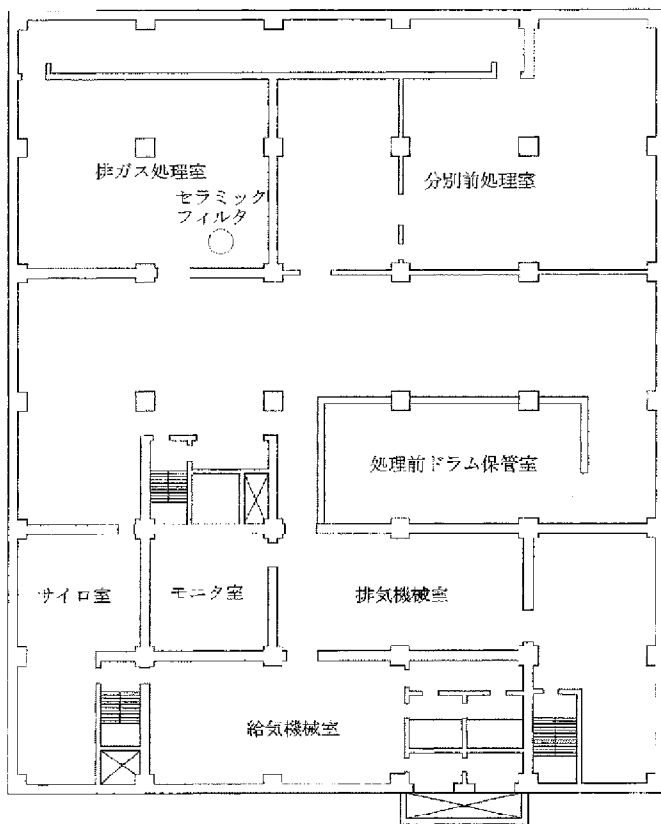 排ガス処理室
分別前処理室
セラミック
フィルタ
処理前ドラム保管室
サイロ室
モニタ室
排気機械室
給気機械室